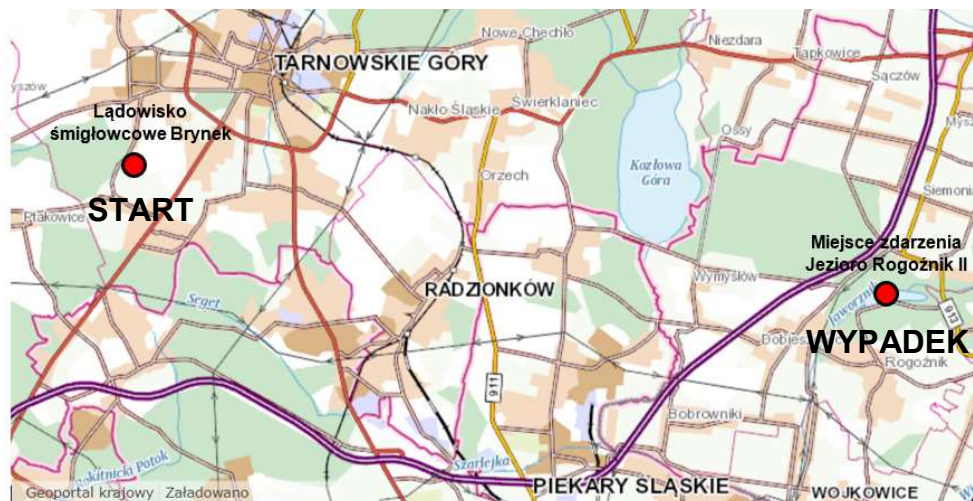 Nowe Chechło
Niezdara
TARNOWSKIE GÓRY
Tąpkowice
Sączów
Lądowisko
śmigłowcowe Brynek
Nakło Śląskie
Świerklaniec
Ossy
Kozłowa
Góra
Orzech
START
Ptakowice
Siemonia
Miejsce zdarzenia
Jezioro Rogoźnik II
Wymysłów
RADZIONKÓW
Seget
Jaworznik
WYPADEK
913
Rogoźnik
911
Bobrowniki
Szarlejka
PIEKARY ŚLĄSKIE
WOJKOWICE
Geoportal krajowy Załadowano